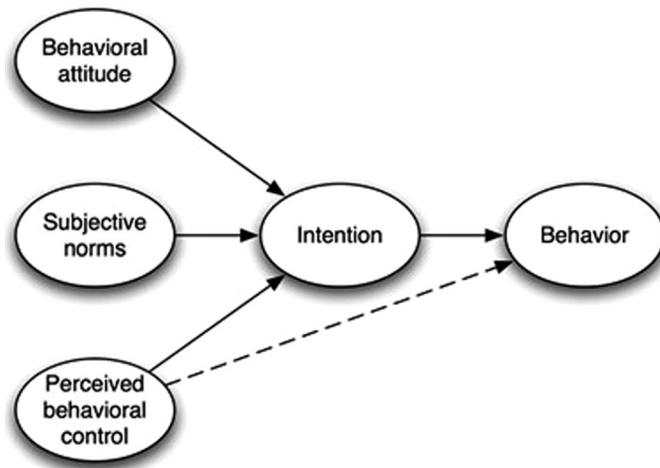 Behavioral
attitude
Subjective
norms
Intention
Behavior
Perceived
behavioral
control